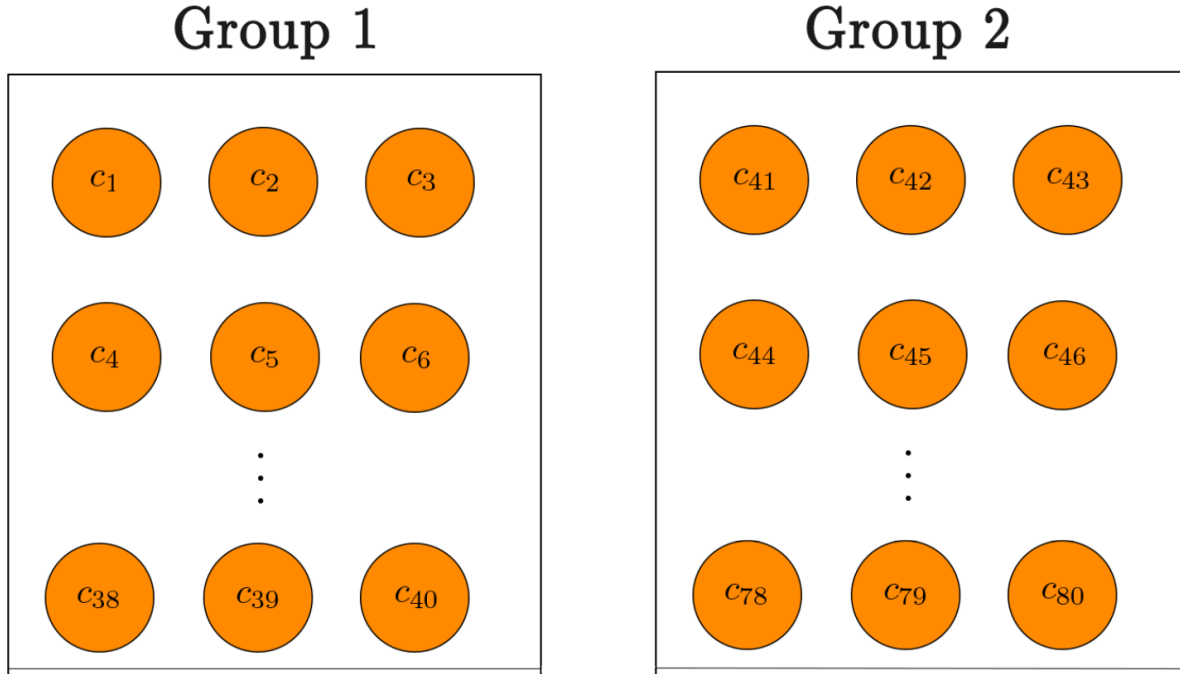 Group 1 Group 2
c₁ c₂ c₃ c₄₁ c₄₂ c₄₃
c₄ c₅ c₆ c₄₄ c₄₅ c₄₆
⋮ ⋮
c₃₈ c₃₉ c₄₀ c₇₈ c₇₉ c₈₀